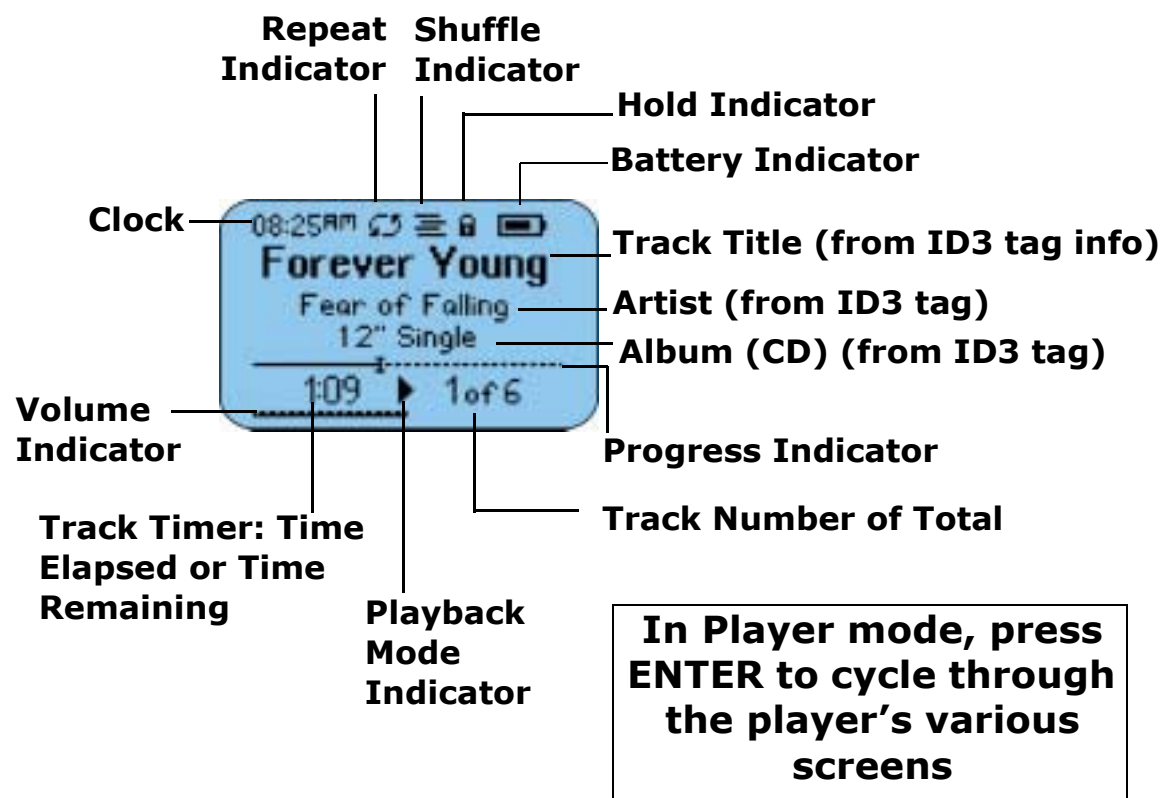 Repeat
Indicator
Shuffle
Indicator
Hold Indicator
Battery Indicator
Clock
08:25AM
Forever Young
Fear of Falling
12" Single
1:09
1 of 6
Track Title (from ID3 tag info)
Artist (from ID3 tag)
Album (CD) (from ID3 tag)
Volume
Indicator
Progress Indicator
Track Number of Total
Track Timer: Time
Elapsed or Time
Remaining
Playback
Mode
Indicator
In Player mode, press
ENTER to cycle through
the player's various
screens